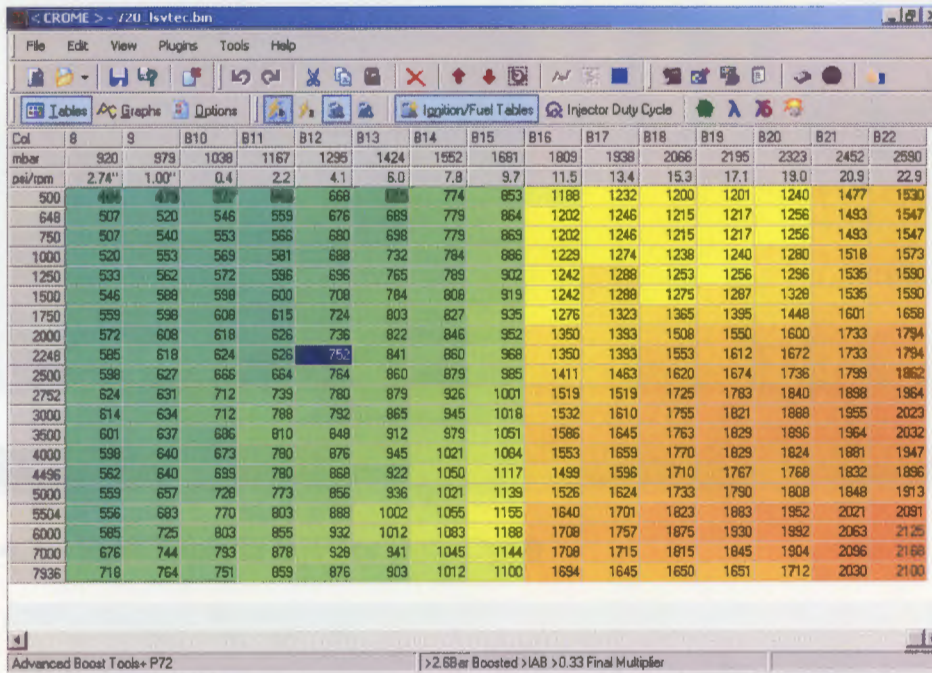 < CROME > - 720_lsvtec.bin
File Edit View Plugins Tools Help
Tables Graphs Options Ignition/Fuel Tables Injector Duty Cycle
Col 8 9 B10 B11 B12 B13 B14 B15 B16 B17 B18 B19 B20 B21 B22
mbar 920 979 1038 1167 1295 1424 1552 1681 1809 1938 2066 2195 2323 2452 2590
psi/rpm 2.74" 1.00" 0.4 2.2 4.1 6.0 7.8 9.7 11.5 13.4 15.3 17.1 19.0 20.9 22.9
500 668 774 853 1188 1232 1200 1201 1240 1477 1530
648 507 520 546 559 676 689 779 864 1202 1246 1215 1217 1256 1493 1547
750 507 540 553 566 680 698 779 869 1202 1246 1215 1217 1256 1493 1547
1000 520 553 569 581 688 732 784 886 1229 1274 1238 1240 1280 1518 1573
1250 533 562 572 596 696 765 789 902 1242 1288 1253 1256 1296 1535 1590
1500 546 588 598 600 708 784 808 919 1242 1288 1275 1287 1328 1535 1590
1750 559 598 608 615 724 803 827 935 1276 1323 1365 1395 1448 1601 1658
2000 572 608 618 626 736 822 846 952 1350 1393 1508 1550 1600 1733 1794
2248 585 618 624 626 752 841 860 968 1350 1393 1553 1612 1672 1733 1794
2500 598 627 666 664 764 860 879 985 1411 1463 1620 1674 1736 1799 1862
2752 624 631 712 739 780 879 926 1001 1519 1519 1725 1783 1840 1898 1964
3000 614 634 712 788 792 865 945 1018 1532 1610 1755 1821 1888 1955 2023
3500 601 637 686 810 848 912 979 1051 1586 1645 1763 1829 1896 1964 2032
4000 598 640 673 780 876 945 1021 1084 1553 1659 1770 1829 1824 1881 1947
4496 562 640 699 780 868 922 1050 1117 1499 1596 1710 1767 1768 1832 1896
5000 559 657 728 773 856 936 1021 1139 1526 1624 1733 1790 1808 1848 1913
5504 556 683 770 803 888 1002 1055 1155 1640 1701 1823 1883 1952 2021 2091
6000 585 725 803 855 932 1012 1083 1188 1708 1757 1875 1930 1992 2063 2125
7000 676 744 793 878 928 941 1045 1144 1708 1715 1815 1845 1904 2096 2168
7936 718 764 751 859 876 903 1012 1100 1694 1645 1650 1651 1712 2030 2100
Advanced Boost Tools+ P72 >2.6Bar Boosted >IAB >0.33 Final Multiplier